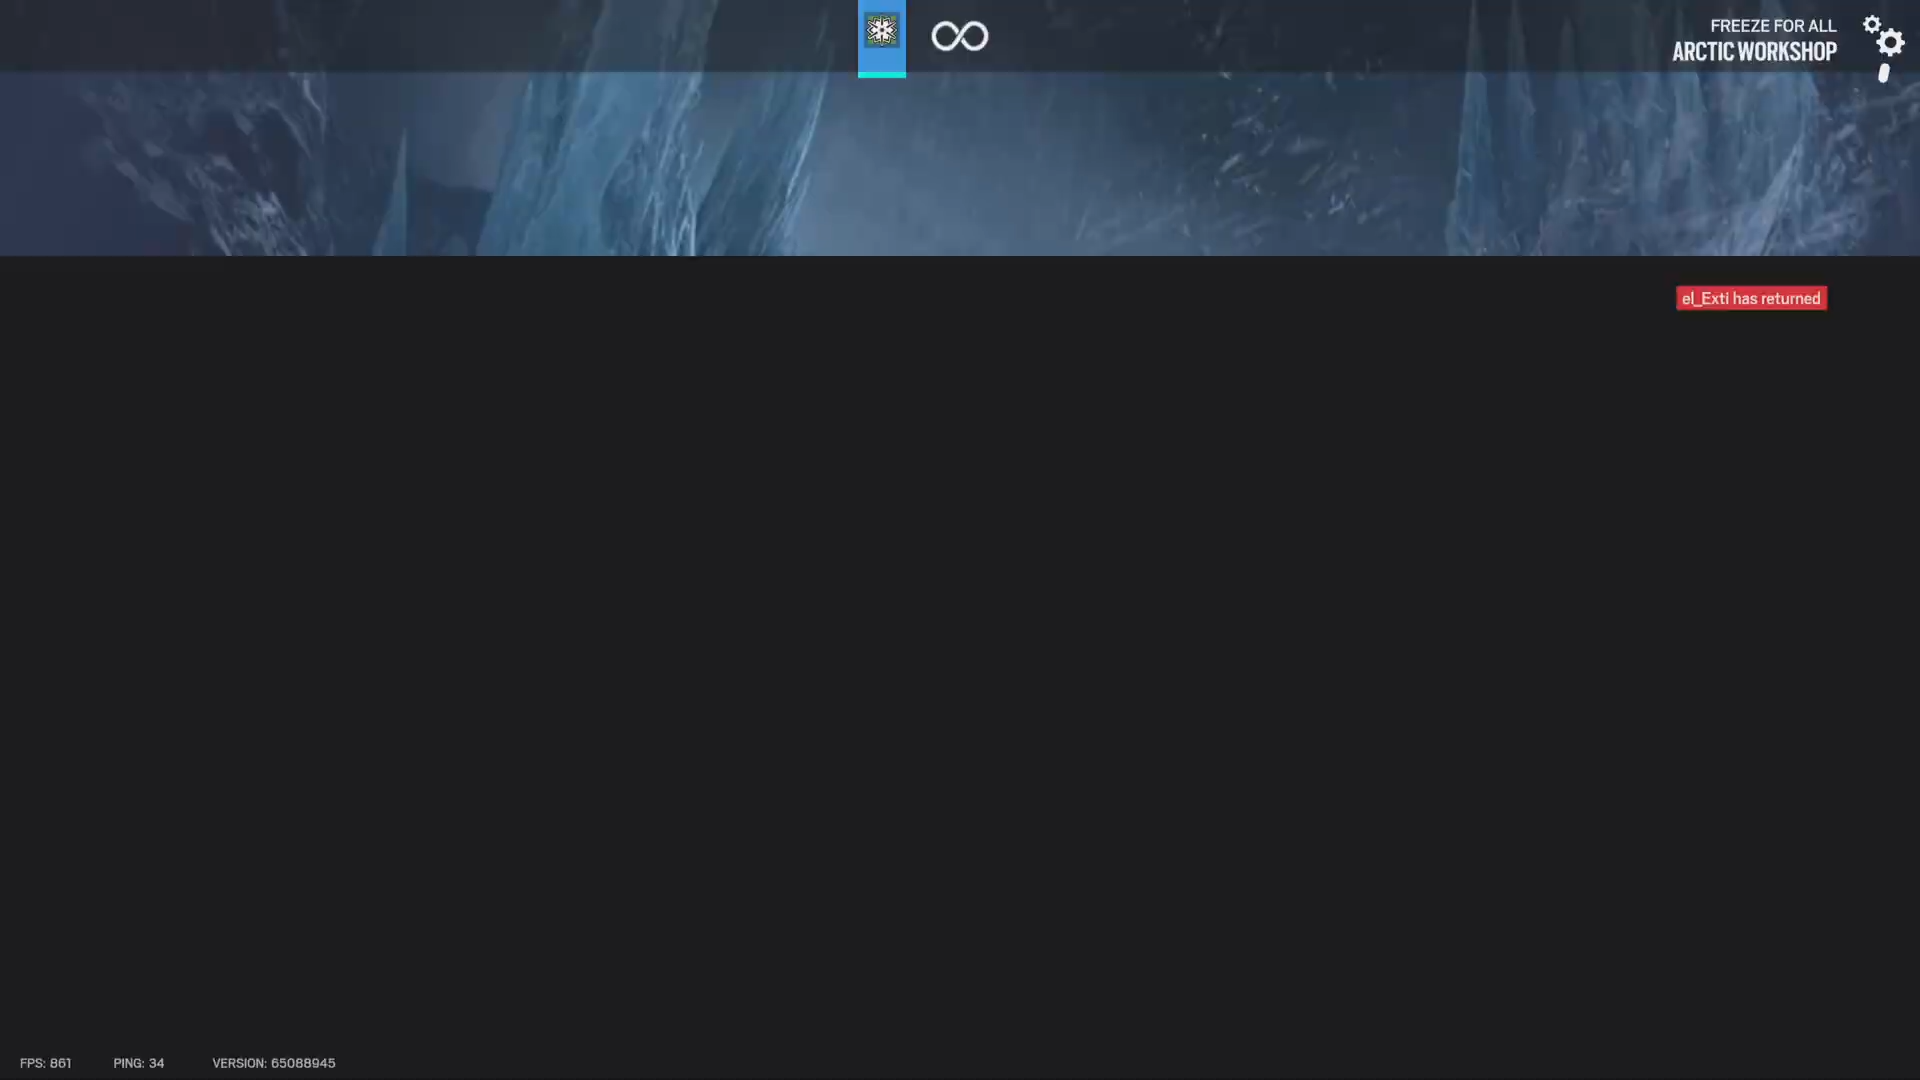 FREEZE FOR ALL
ARCTIC WORKSHOP
el_Exti has returned
FPS: 861 PING: 34 VERSION: 65088945